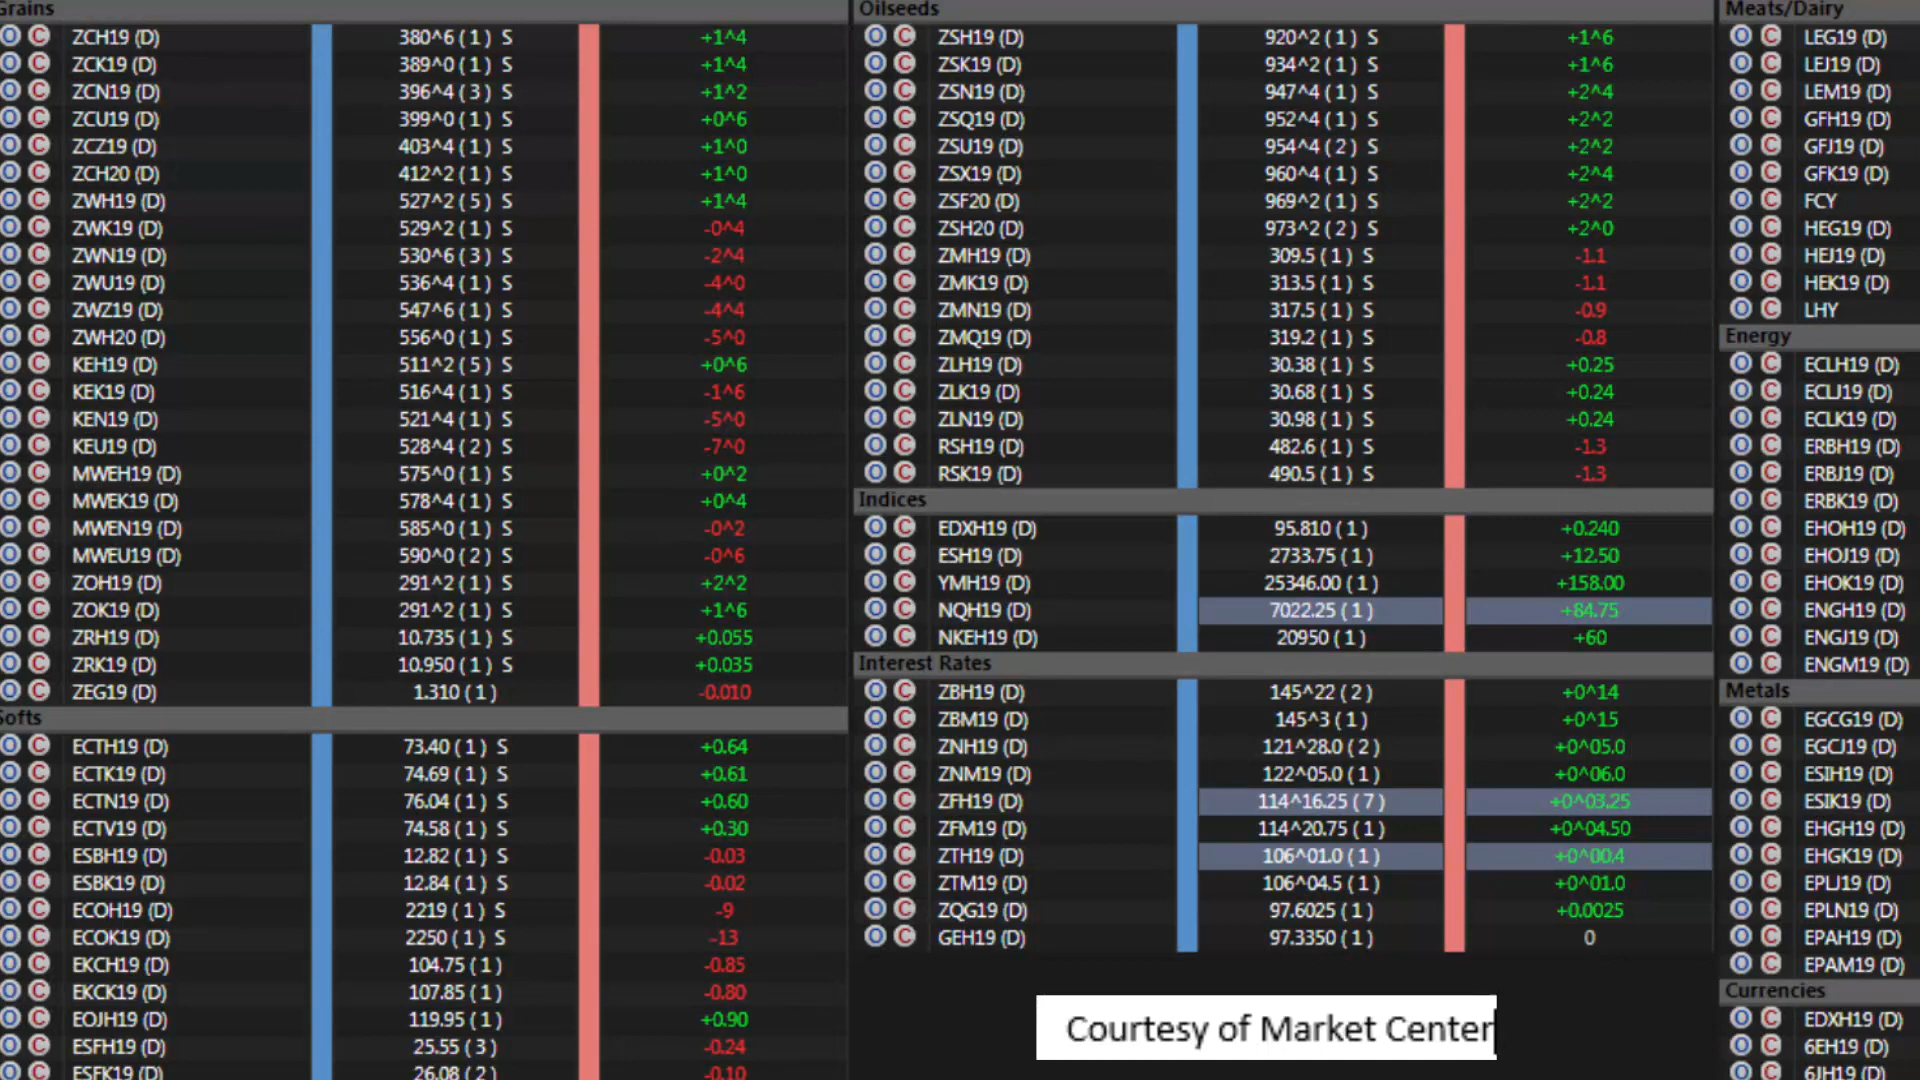 Grains
O C ZCH19 (D) 380^6 ( 1 ) S +1^4
O C ZCK19 (D) 389^0 ( 1 ) S +1^4
O C ZCN19 (D) 396^4 ( 3 ) S +1^2
O C ZCU19 (D) 399^0 ( 1 ) S +0^6
O C ZCZ19 (D) 403^4 ( 1 ) S +1^0
O C ZCH20 (D) 412^2 ( 1 ) S +1^0
O C ZWH19 (D) 527^2 ( 5 ) S +1^4
O C ZWK19 (D) 529^2 ( 1 ) S -0^4
O C ZWN19 (D) 530^6 ( 3 ) S -2^4
O C ZWU19 (D) 536^4 ( 1 ) S -4^0
O C ZWZ19 (D) 547^6 ( 1 ) S -4^4
O C ZWH20 (D) 556^0 ( 1 ) S -5^0
O C KEH19 (D) 511^2 ( 5 ) S +0^6
O C KEK19 (D) 516^4 ( 1 ) S -1^6
O C KEN19 (D) 521^4 ( 1 ) S -5^0
O C KEU19 (D) 528^4 ( 2 ) S -7^0
O C MWEH19 (D) 575^0 ( 1 ) S +0^2
O C MWEK19 (D) 578^4 ( 1 ) S +0^4
O C MWEN19 (D) 585^0 ( 1 ) S -0^2
O C MWEU19 (D) 590^0 ( 2 ) S -0^6
O C ZOH19 (D) 291^2 ( 1 ) S +2^2
O C ZOK19 (D) 291^2 ( 1 ) S +1^6
O C ZRH19 (D) 10.735 ( 1 ) S +0.055
O C ZRK19 (D) 10.950 ( 1 ) S +0.035
O C ZEG19 (D) 1.310 ( 1 ) -0.010
Softs
O C ECTH19 (D) 73.40 ( 1 ) S +0.64
O C ECTK19 (D) 74.69 ( 1 ) S +0.61
O C ECTN19 (D) 76.04 ( 1 ) S +0.60
O C ECTV19 (D) 74.58 ( 1 ) S +0.30
O C ESBH19 (D) 12.82 ( 1 ) S -0.03
O C ESBK19 (D) 12.84 ( 1 ) S -0.02
O C ECOH19 (D) 2219 ( 1 ) S -9
O C ECOK19 (D) 2250 ( 1 ) S -13
O C EKCH19 (D) 104.75 ( 1 ) -0.85
O C EKCK19 (D) 107.85 ( 1 ) -0.80
O C EOJH19 (D) 119.95 ( 1 ) +0.90
O C ESFH19 (D) 25.55 ( 3 ) -0.24
O C ESFK19 (D) 26.08 ( 2 ) -0.10
Oilseeds
O C ZSH19 (D) 920^2 ( 1 ) S +1^6
O C ZSK19 (D) 934^2 ( 1 ) S +1^6
O C ZSN19 (D) 947^4 ( 1 ) S +2^4
O C ZSQ19 (D) 952^4 ( 1 ) S +2^2
O C ZSU19 (D) 954^4 ( 2 ) S +2^2
O C ZSX19 (D) 960^4 ( 1 ) S +2^4
O C ZSF20 (D) 969^2 ( 1 ) S +2^2
O C ZSH20 (D) 973^2 ( 2 ) S +2^0
O C ZMH19 (D) 309.5 ( 1 ) S -1.1
O C ZMK19 (D) 313.5 ( 1 ) S -1.1
O C ZMN19 (D) 317.5 ( 1 ) S -0.9
O C ZMQ19 (D) 319.2 ( 1 ) S -0.8
O C ZLH19 (D) 30.38 ( 1 ) S +0.25
O C ZLK19 (D) 30.68 ( 1 ) S +0.24
O C ZLN19 (D) 30.98 ( 1 ) S +0.24
O C RSH19 (D) 482.6 ( 1 ) S -1.3
O C RSK19 (D) 490.5 ( 1 ) S -1.3
Indices
O C EDXH19 (D) 95.810 ( 1 ) +0.240
O C ESH19 (D) 2733.75 ( 1 ) +12.50
O C YMH19 (D) 25346.00 ( 1 ) +158.00
O C NQH19 (D) 7022.25 ( 1 ) +84.75
O C NKEH19 (D) 20950 ( 1 ) +60
Interest Rates
O C ZBH19 (D) 145^22 ( 2 ) +0^14
O C ZBM19 (D) 145^3 ( 1 ) +0^15
O C ZNH19 (D) 121^28.0 ( 2 ) +0^05.0
O C ZNM19 (D) 122^05.0 ( 1 ) +0^06.0
O C ZFH19 (D) 114^16.25 ( 7 ) +0^03.25
O C ZFM19 (D) 114^20.75 ( 1 ) +0^04.50
O C ZTH19 (D) 106^01.0 ( 1 ) +0^00.4
O C ZTM19 (D) 106^04.5 ( 1 ) +0^01.0
O C ZQG19 (D) 97.6025 ( 1 ) +0.0025
O C GEH19 (D) 97.3350 ( 1 ) 0
Courtesy of Market Center
Meats/Dairy
O C LEG19 (D)
O C LEJ19 (D)
O C LEM19 (D)
O C GFH19 (D)
O C GFJ19 (D)
O C GFK19 (D)
O C FCY
O C HEG19 (D)
O C HEJ19 (D)
O C HEK19 (D)
O C LHY
Energy
O C ECLH19 (D)
O C ECLJ19 (D)
O C ECLK19 (D)
O C ERBH19 (D)
O C ERBJ19 (D)
O C ERBK19 (D)
O C EHOH19 (D)
O C EHOJ19 (D)
O C EHOK19 (D)
O C ENGH19 (D)
O C ENGJ19 (D)
O C ENGM19 (D)
Metals
O C EGCG19 (D)
O C EGCJ19 (D)
O C ESIH19 (D)
O C ESIK19 (D)
O C EHGH19 (D)
O C EHGK19 (D)
O C EPLJ19 (D)
O C EPLN19 (D)
O C EPAH19 (D)
O C EPAM19 (D)
Currencies
O C EDXH19 (D)
O C 6EH19 (D)
O C 6JH19 (D)